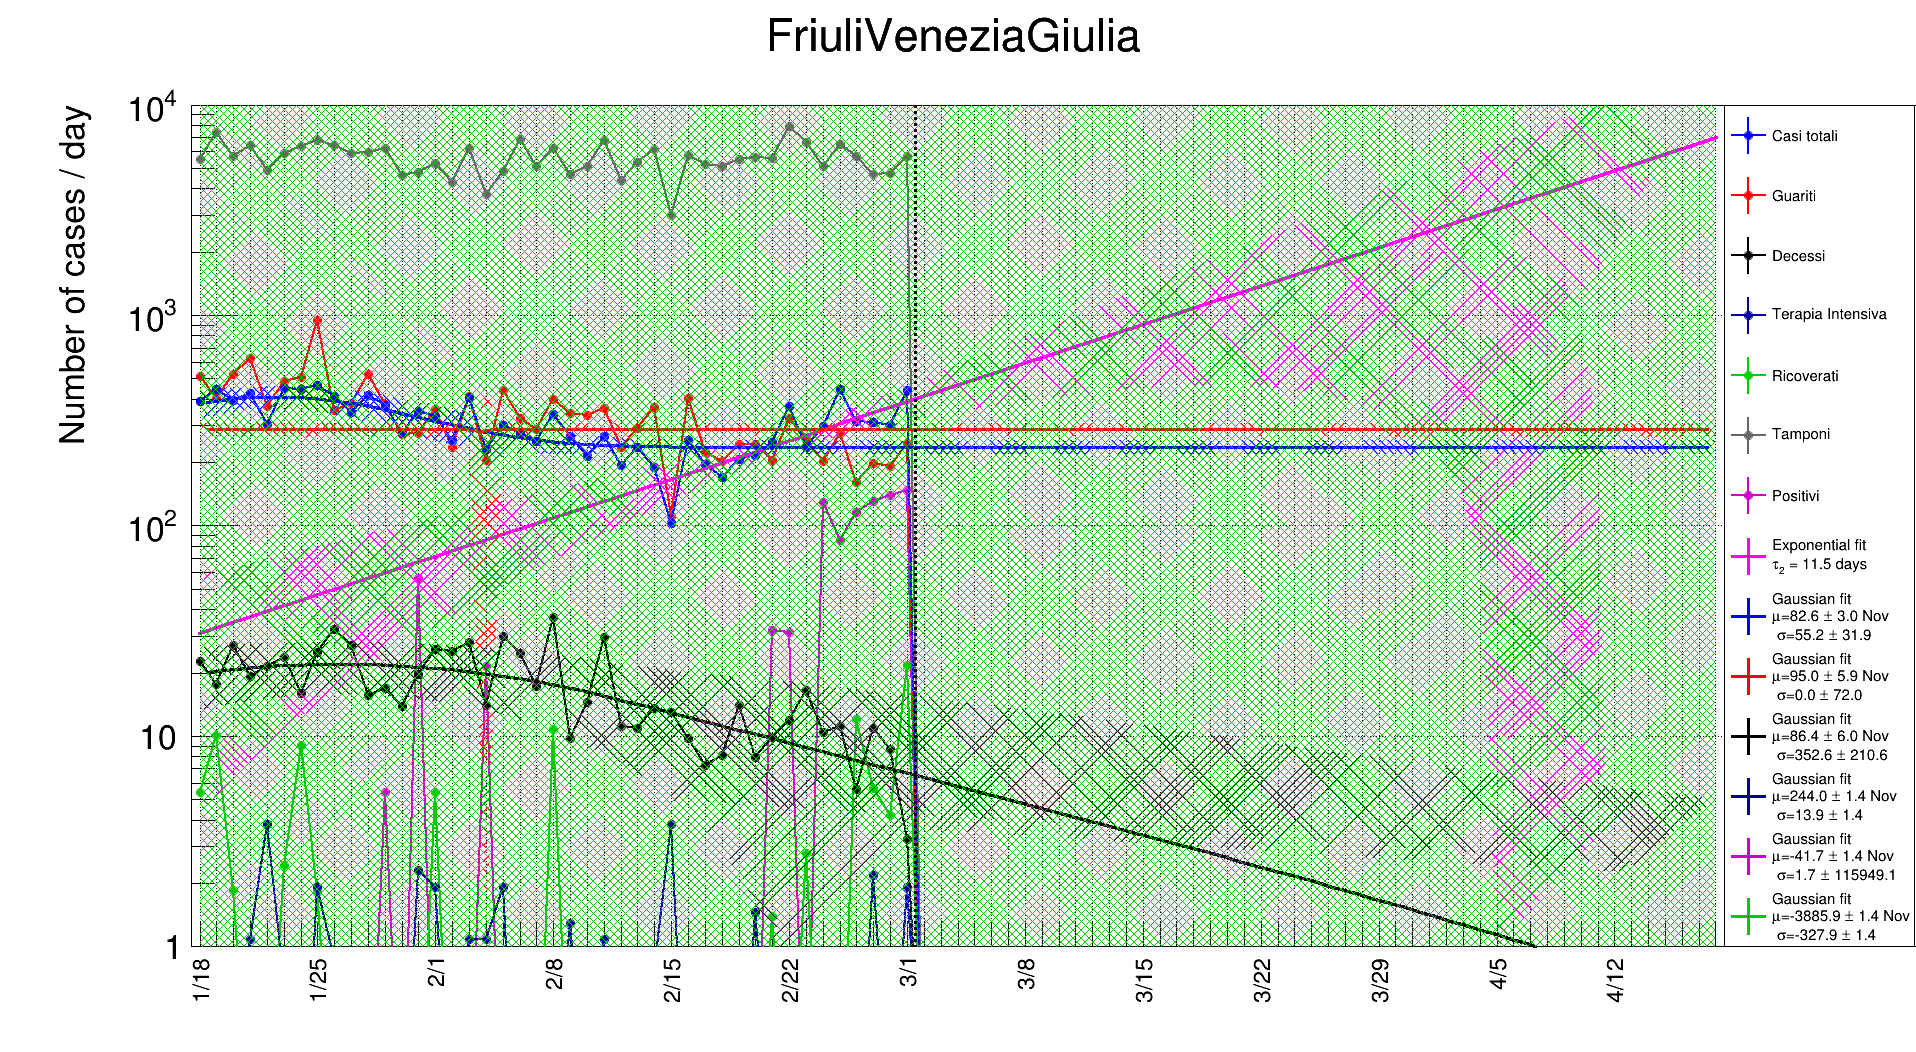 FriuliVeneziaGiulia
Number of cases / day
10⁴
10³
10²
10
1
1/18
1/25
2/1
2/8
2/15
2/22
3/1
3/8
3/15
3/22
3/29
4/5
4/12
Casi totali
Guariti
Decessi
Terapia Intensiva
Ricoverati
Tamponi
Positivi
Exponential fit
τ₂ = 11.5 days
Gaussian fit
μ=82.6 ± 3.0 Nov
σ=55.2 ± 31.9
Gaussian fit
μ=95.0 ± 5.9 Nov
σ=0.0 ± 72.0
Gaussian fit
μ=86.4 ± 6.0 Nov
σ=352.6 ± 210.6
Gaussian fit
μ=244.0 ± 1.4 Nov
σ=13.9 ± 1.4
Gaussian fit
μ=-41.7 ± 1.4 Nov
σ=1.7 ± 115949.1
Gaussian fit
μ=-3885.9 ± 1.4 Nov
σ=-327.9 ± 1.4